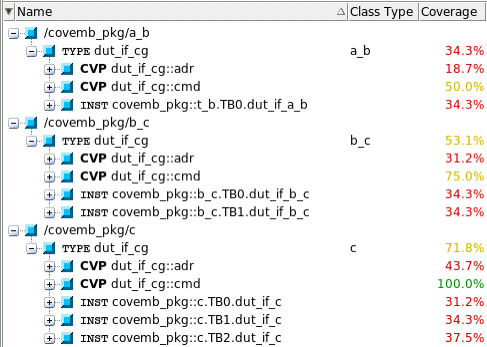 Name Class Type Coverage
/covemb_pkg/a_b
TYPE dut_if_cg a_b 34.3%
CVP dut_if_cg::adr 18.7%
CVP dut_if_cg::cmd 50.0%
INST covemb_pkg::t_b.TB0.dut_if_a_b 34.3%
/covemb_pkg/b_c
TYPE dut_if_cg b_c 53.1%
CVP dut_if_cg::adr 31.2%
CVP dut_if_cg::cmd 75.0%
INST covemb_pkg::b_c.TB0.dut_if_b_c 34.3%
INST covemb_pkg::b_c.TB1.dut_if_b_c 34.3%
/covemb_pkg/c
TYPE dut_if_cg c 71.8%
CVP dut_if_cg::adr 43.7%
CVP dut_if_cg::cmd 100.0%
INST covemb_pkg::c.TB0.dut_if_c 31.2%
INST covemb_pkg::c.TB1.dut_if_c 34.3%
INST covemb_pkg::c.TB2.dut_if_c 37.5%